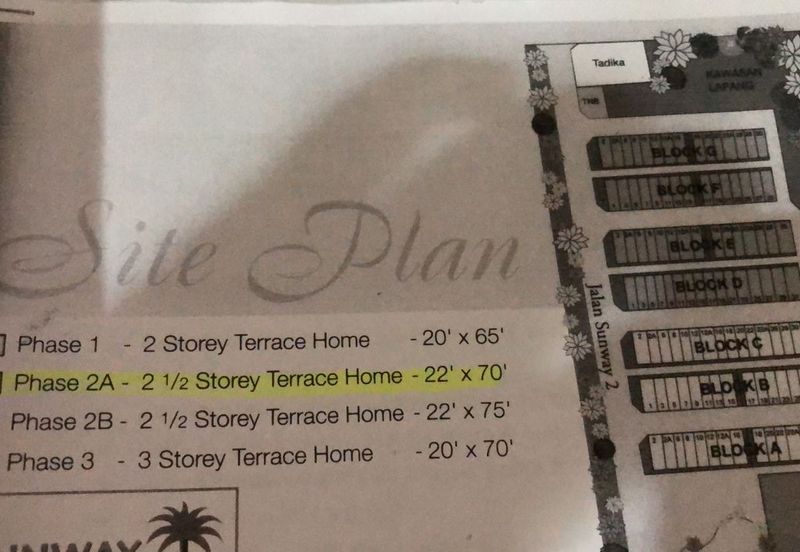 Site Plan
Phase 1 - 2 Storey Terrace Home - 20' x 65'
Phase 2A - 2 1/2 Storey Terrace Home - 22' x 70'
Phase 2B - 2 1/2 Storey Terrace Home - 22' x 75'
Phase 3 - 3 Storey Terrace Home - 20' x 70'
Tadika
KAWASAN
LAPANG
TNB
BLOCK G
BLOCK F
BLOCK E
BLOCK D
BLOCK C
BLOCK B
BLOCK A
Jalan Sunway 2